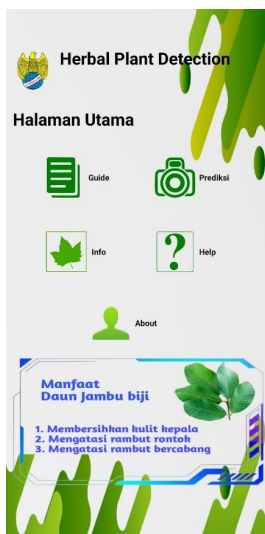 Herbal Plant Detection
Halaman Utama
Guide
Prediksi
Info
Help
?
About
Manfaat
Daun Jambu biji
1. Membersihkan kulit kepala
2. Mengatasi rambut rontok
3. Mengatasi rambut bercabang